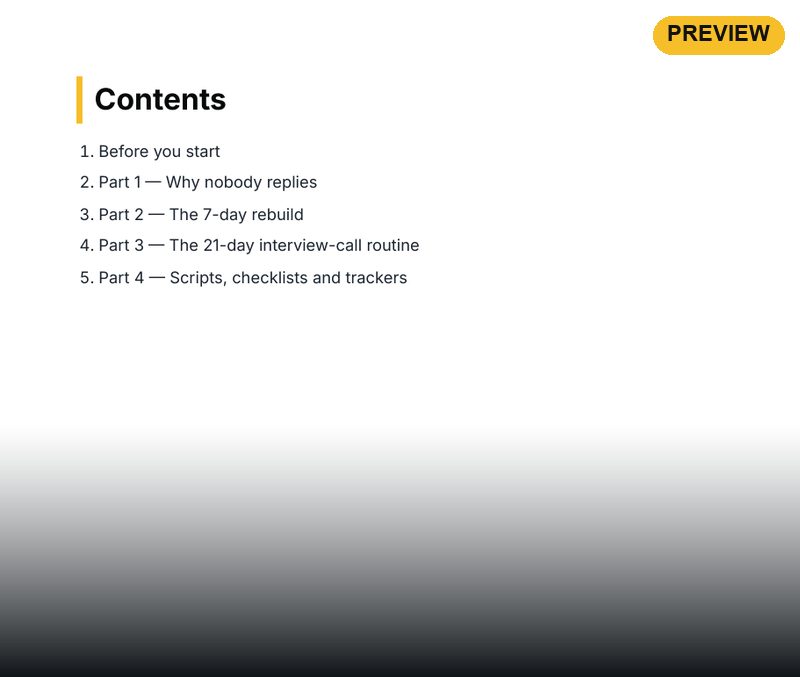 PREVIEW
Contents
1. Before you start
2. Part 1 — Why nobody replies
3. Part 2 — The 7-day rebuild
4. Part 3 — The 21-day interview-call routine
5. Part 4 — Scripts, checklists and trackers